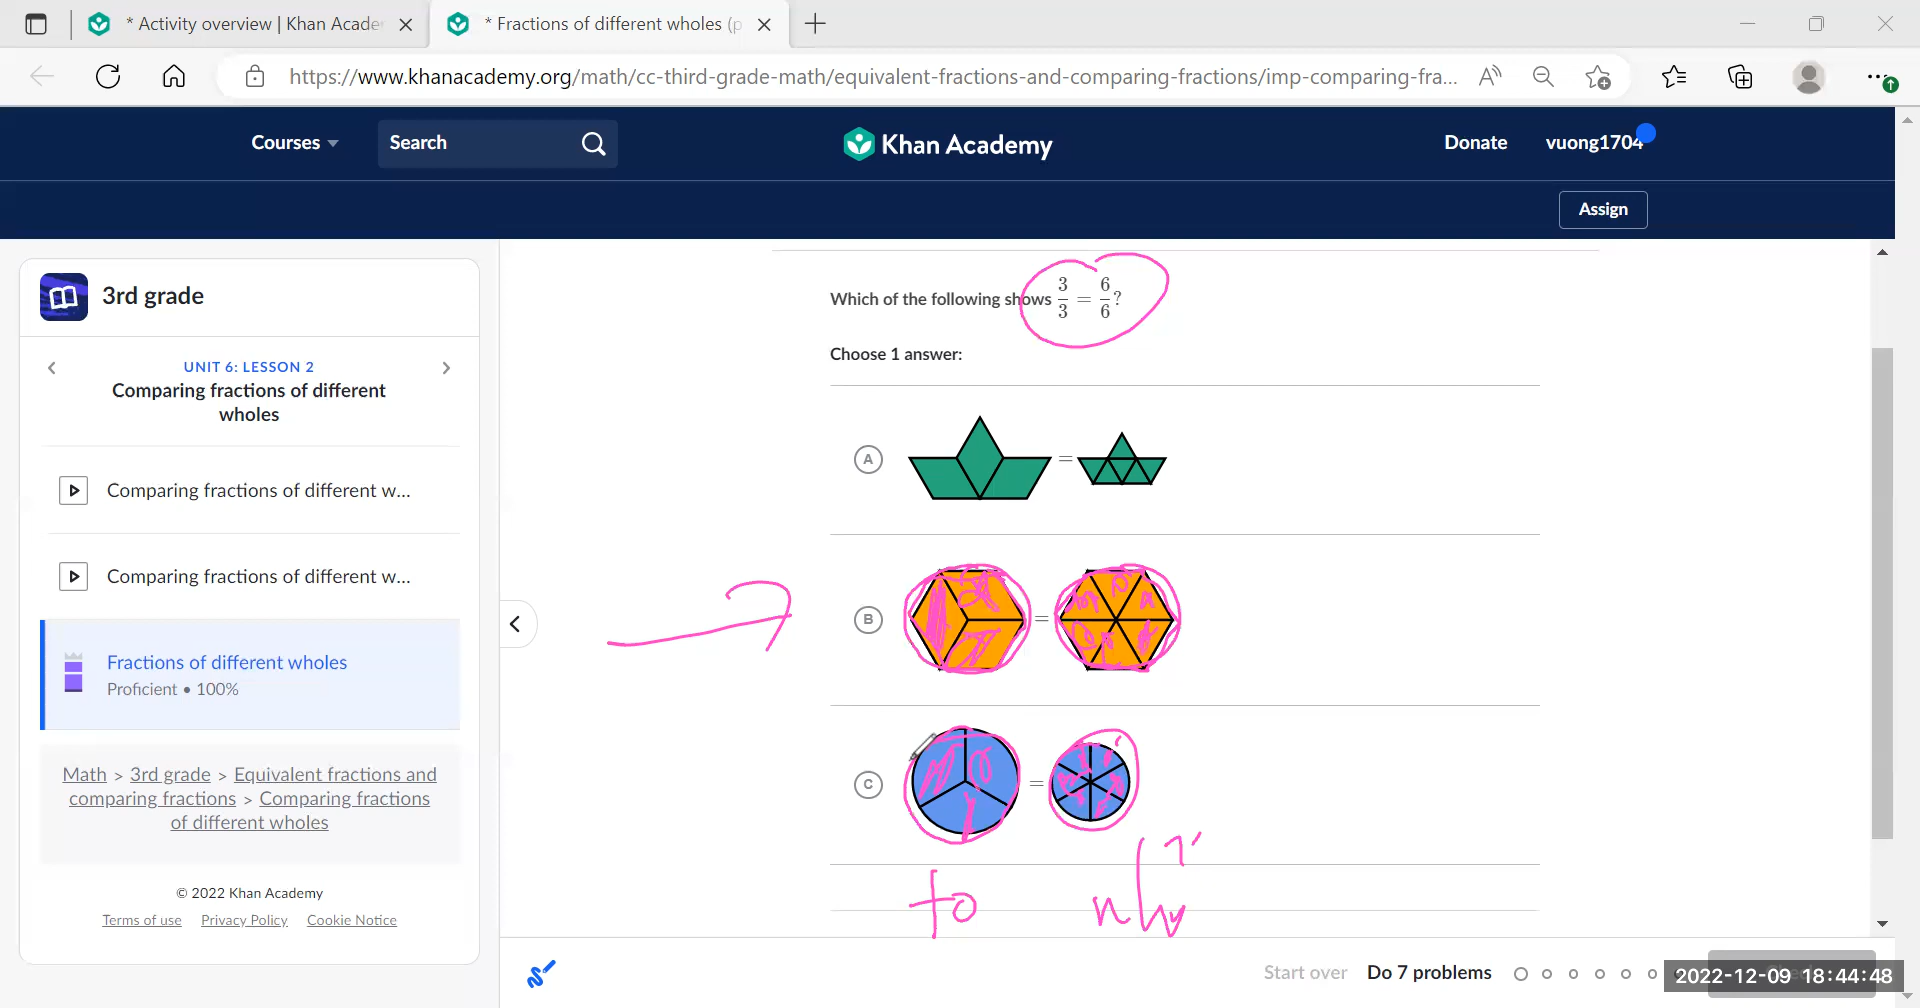 * Activity overview | Khan Acade
* Fractions of different wholes (p
https://www.khanacademy.org/math/cc-third-grade-math/equivalent-fractions-and-comparing-fractions/imp-comparing-fra...
Courses
Search
Khan Academy
Donate
vuong1704
Assign
3rd grade
UNIT 6: LESSON 2
Comparing fractions of different
wholes
Comparing fractions of different w...
Comparing fractions of different w...
Fractions of different wholes
Proficient • 100%
Math > 3rd grade > Equivalent fractions and
comparing fractions > Comparing fractions
of different wholes
© 2022 Khan Academy
Terms of use Privacy Policy Cookie Notice
Which of the following shows 3/3 = 6/6?
Choose 1 answer:
A =
B =
C =
to
Start over Do 7 problems
2022-12-09 18:44:48